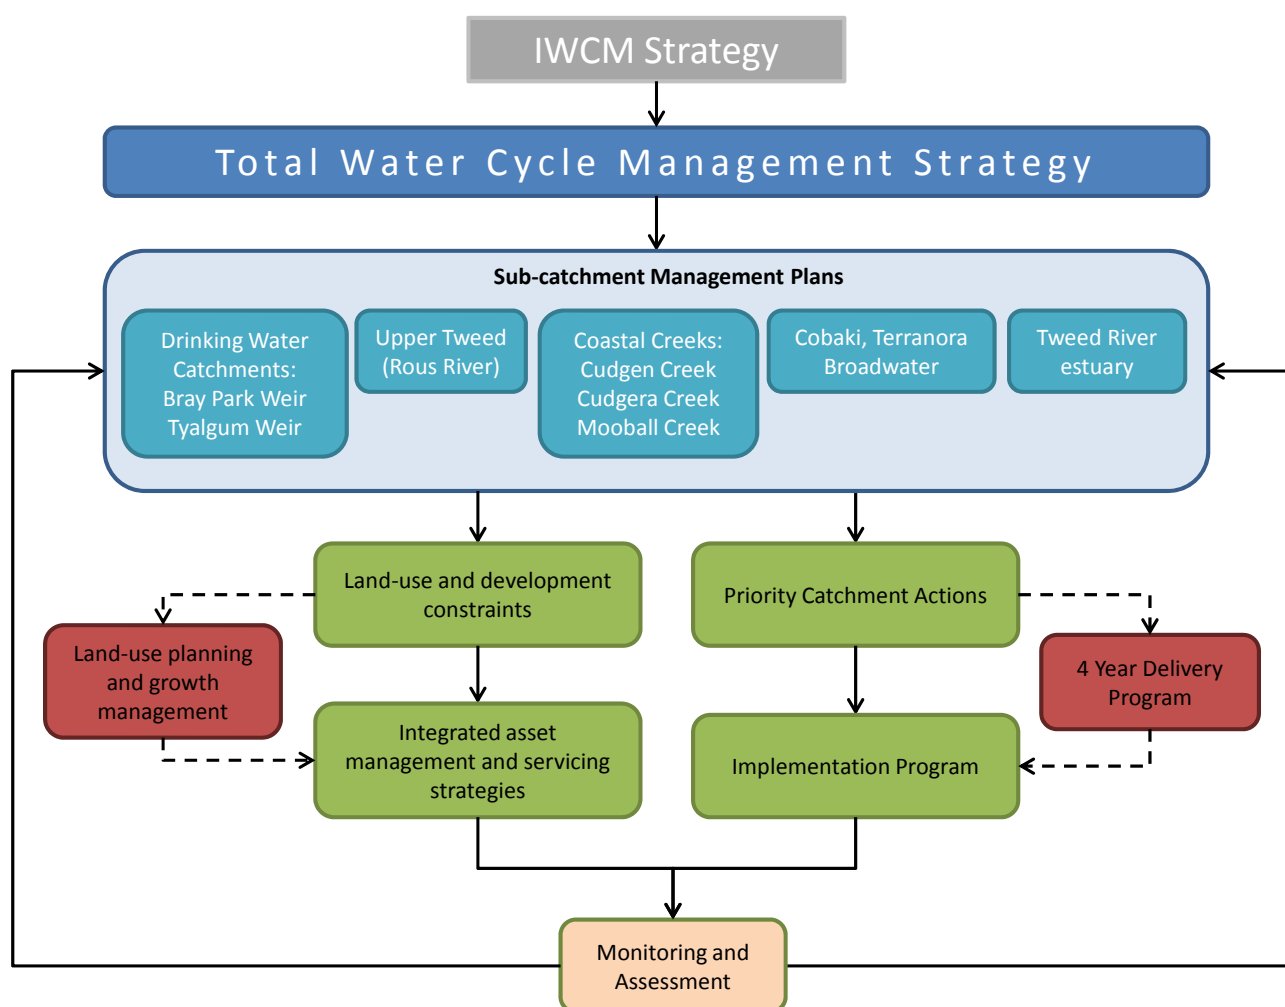 IWCM Strategy
Total Water Cycle Management Strategy
Sub-catchment Management Plans
Drinking Water
Catchments:
Bray Park Weir
Tyalgum Weir
Upper Tweed
(Rous River)
Coastal Creeks:
Cudgen Creek
Cudgera Creek
Mooball Creek
Cobaki, Terranora
Broadwater
Tweed River
estuary
Land-use and development
constraints
Priority Catchment Actions
Land-use planning
and growth
management
4 Year Delivery
Program
Integrated asset
management and servicing
strategies
Implementation Program
Monitoring and
Assessment